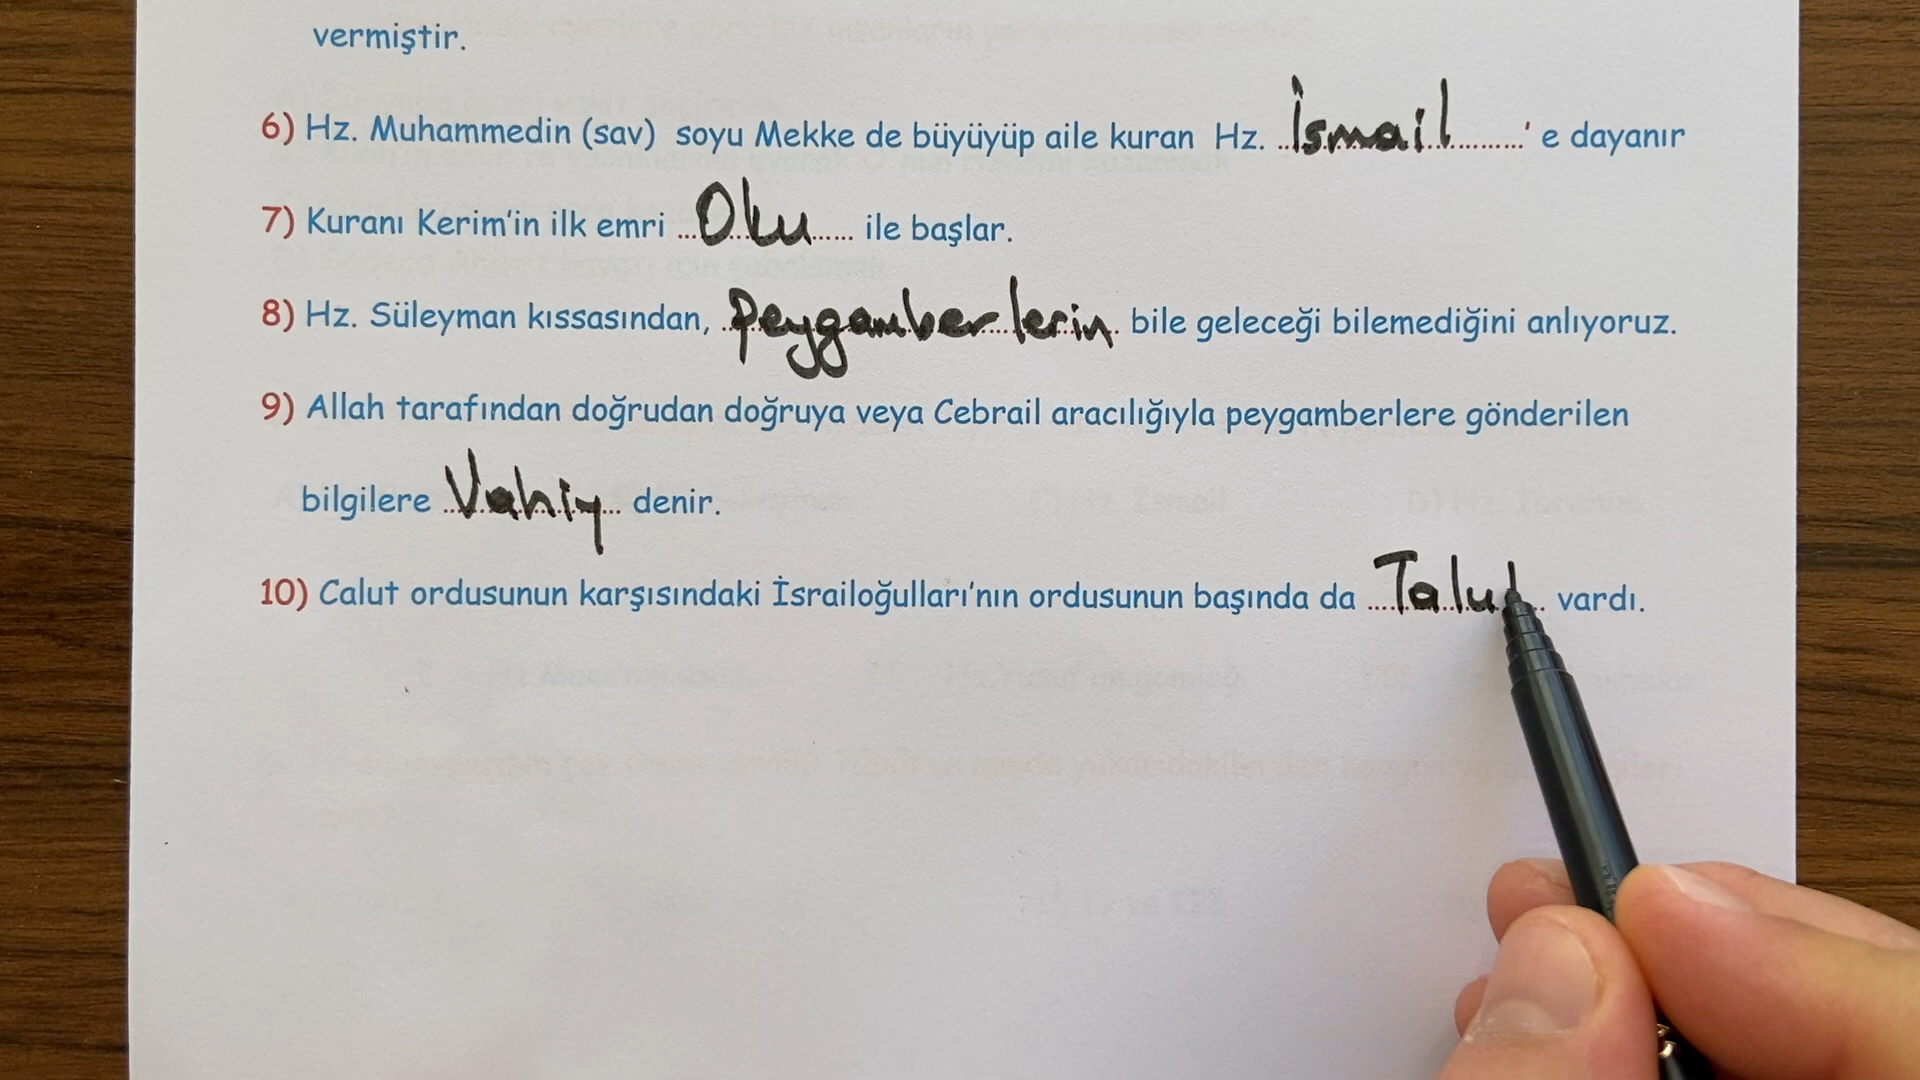 vermiştir.
6) Hz. Muhammedin (sav) soyu Mekke de büyüyüp aile kuran Hz. İsmail ' e dayanır
7) Kuranı Kerim'in ilk emri Oku ile başlar.
8) Hz. Süleyman kıssasından, Peygamberlerin bile geleceği bilemediğini anlıyoruz.
9) Allah tarafından doğrudan doğruya veya Cebrail aracılığıyla peygamberlere gönderilen
bilgilere Vahiy denir.
10) Calut ordusunun karşısındaki İsrailoğulları'nın ordusunun başında da Talut vardı.